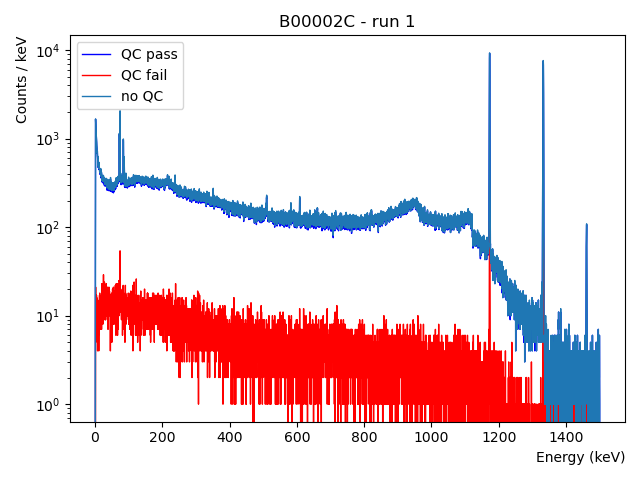 B00002C - run 1
Counts / keV
QC pass
QC fail
no QC
10⁴
10³
10²
10¹
10⁰
0 200 400 600 800 1000 1200 1400
Energy (keV)